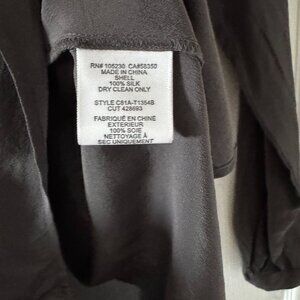 RN# 105230 CA#58350
MADE IN CHINA
SHELL
100% SILK
DRY CLEAN ONLY
STYLE C81A-T1354B
CUT 428693
FABRIQUÉ EN CHINE
EXTERIEUR
100% SOIE
NETTOYAGE À
SEC UNIQUEMENT